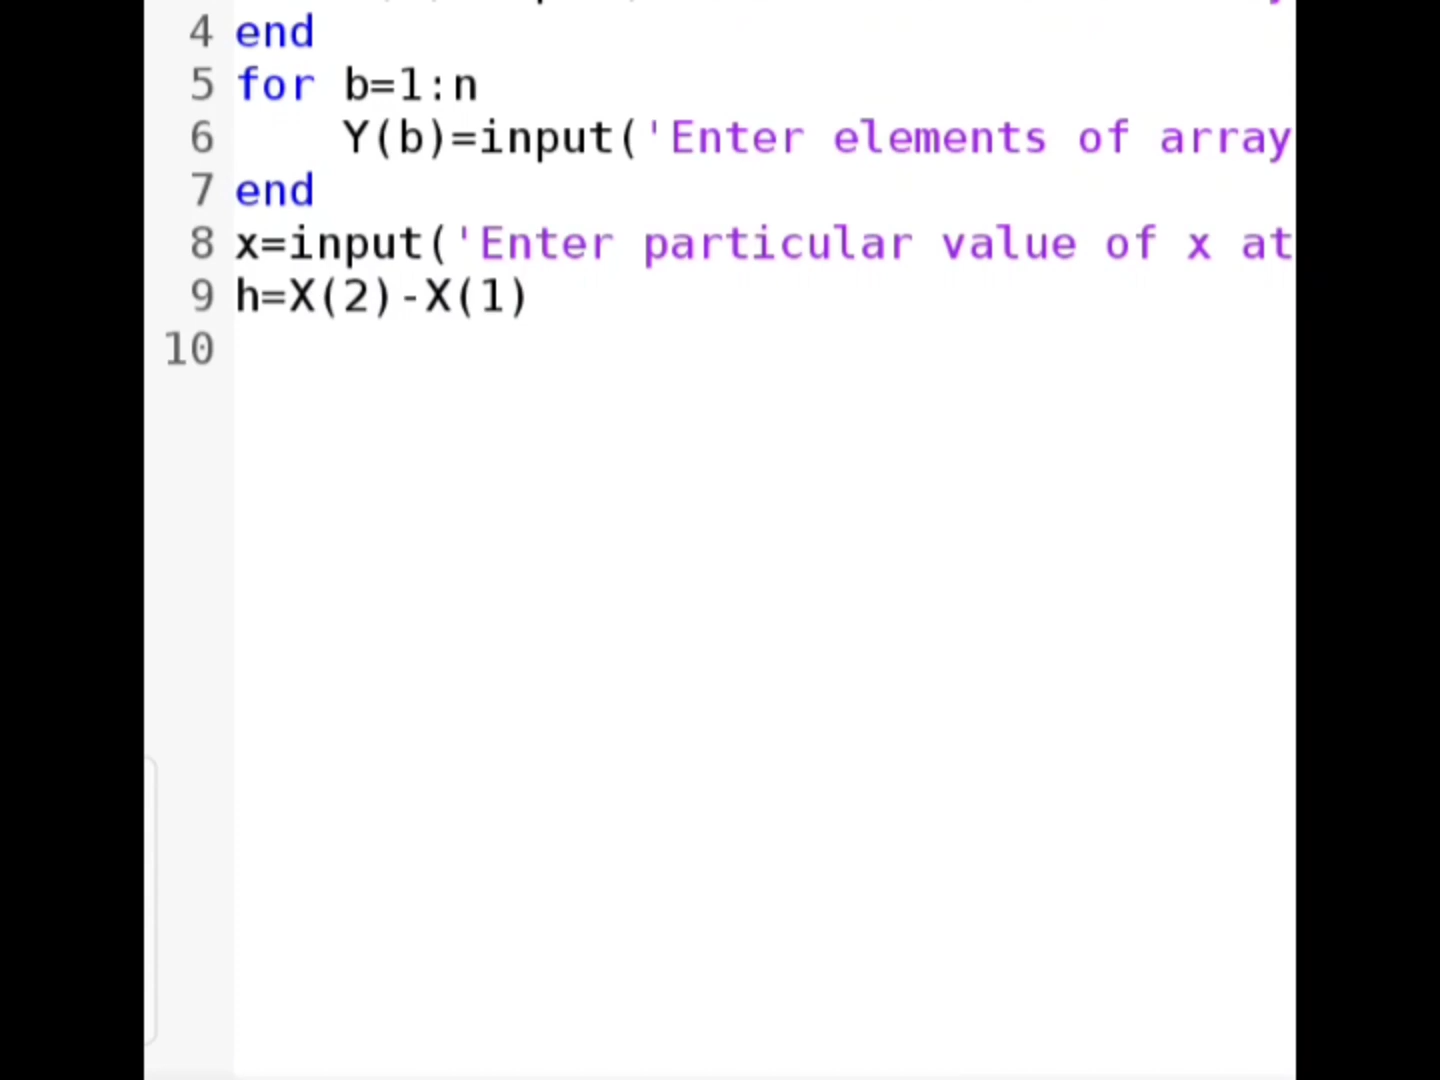 4 end
5 for b=1:n
6 Y(b)=input('Enter elements of array
7 end
8 x=input('Enter particular value of x at
9 h=X(2)-X(1)
10